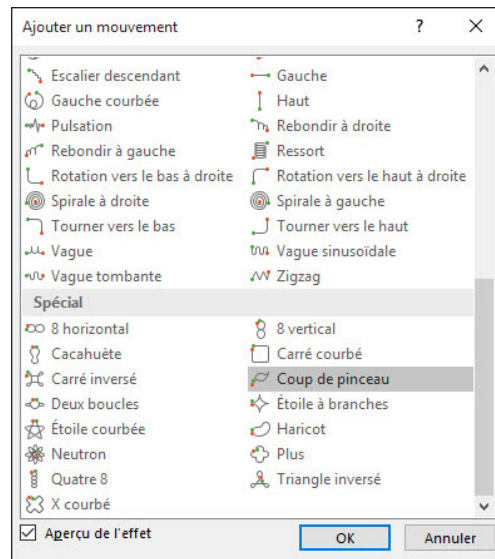 Ajouter un mouvement ? ×
Escalier descendant Gauche
Gauche courbée Haut
Pulsation Rebondir à droite
Rebondir à gauche Ressort
Rotation vers le bas à droite Rotation vers le haut à droite
Spirale à droite Spirale à gauche
Tourner vers le bas Tourner vers le haut
Vague Vague sinusoïdale
Vague tombante Zigzag
Spécial
8 horizontal 8 vertical
Cacahuète Carré courbé
Carré inversé Coup de pinceau
Deux boucles Étoile à branches
Étoile courbée Haricot
Neutron Plus
Quatre 8 Triangle inversé
X courbé
Aperçu de l'effet OK Annuler